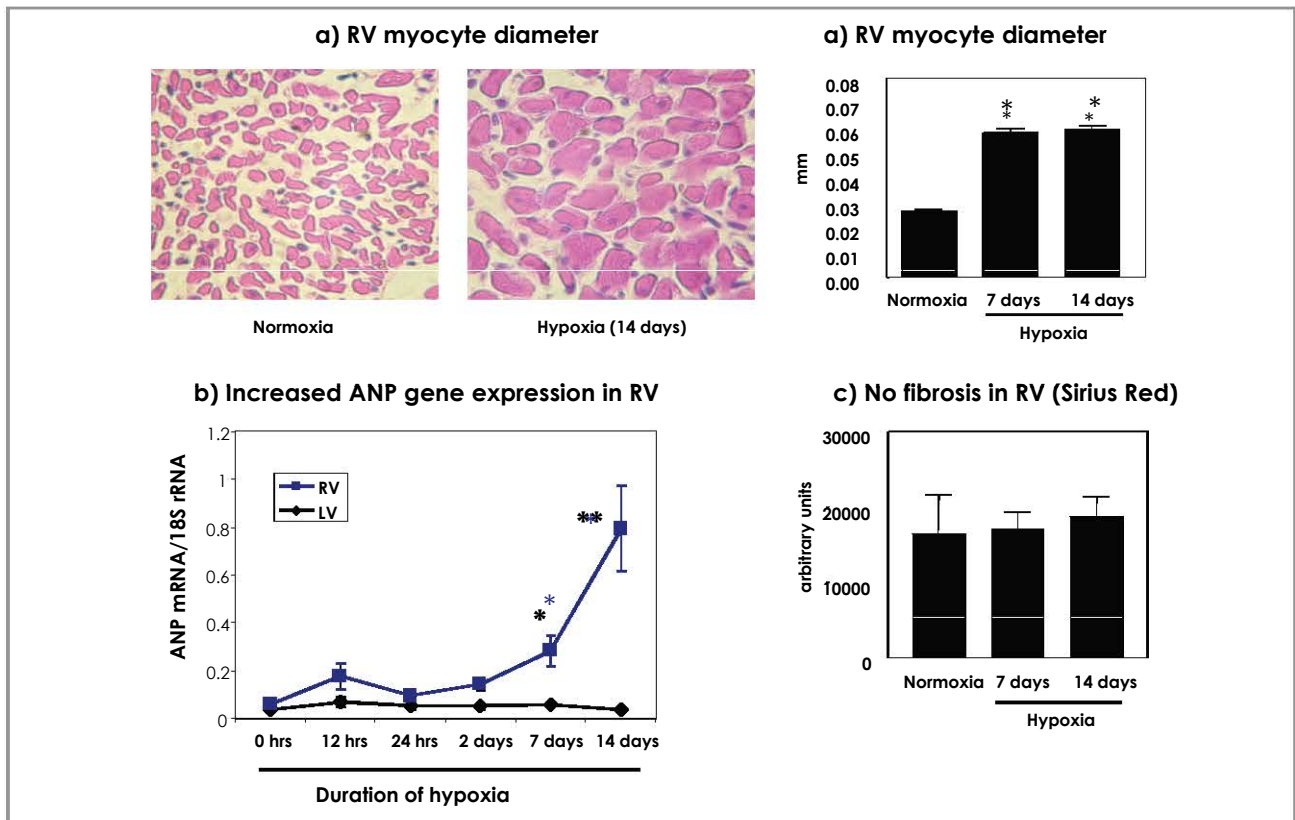 a) RV myocyte diameter
Normoxia
Hypoxia (14 days)
a) RV myocyte diameter
mm
0.08
0.07
0.06
0.05
0.04
0.03
0.02
0.01
0.00
*
*
*
*
Normoxia
7 days
14 days
Hypoxia
b) Increased ANP gene expression in RV
ANP mRNA/18S rRNA
1.2
1
0.8
0.6
0.4
0.2
0
RV
LV
**
*
*
*
0 hrs
12 hrs
24 hrs
2 days
7 days
14 days
Duration of hypoxia
c) No fibrosis in RV (Sirius Red)
arbitrary units
30000
20000
10000
0
Normoxia
7 days
14 days
Hypoxia